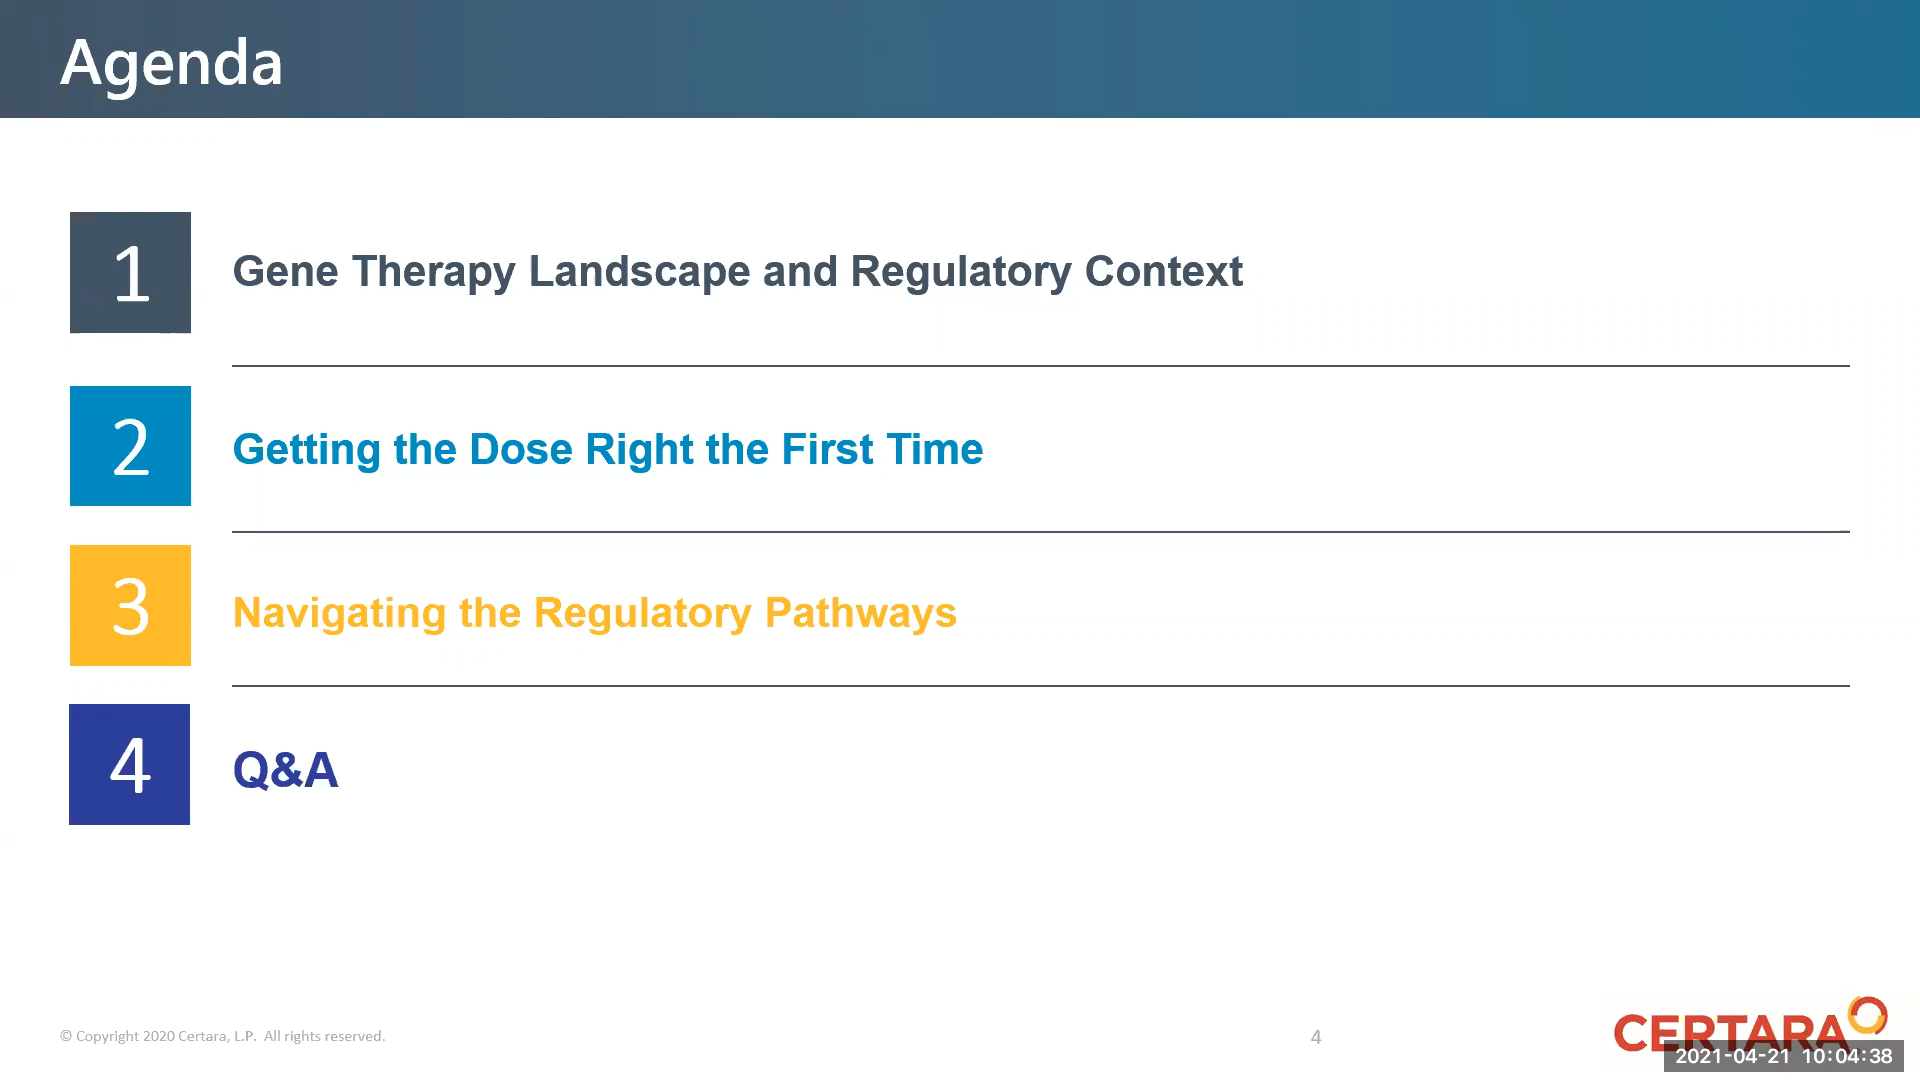 Agenda
1
Gene Therapy Landscape and Regulatory Context
2
Getting the Dose Right the First Time
3
Navigating the Regulatory Pathways
4
Q&A
© Copyright 2020 Certara, L.P. All rights reserved.
4
CERTARA
2021-04-21 10:04:38